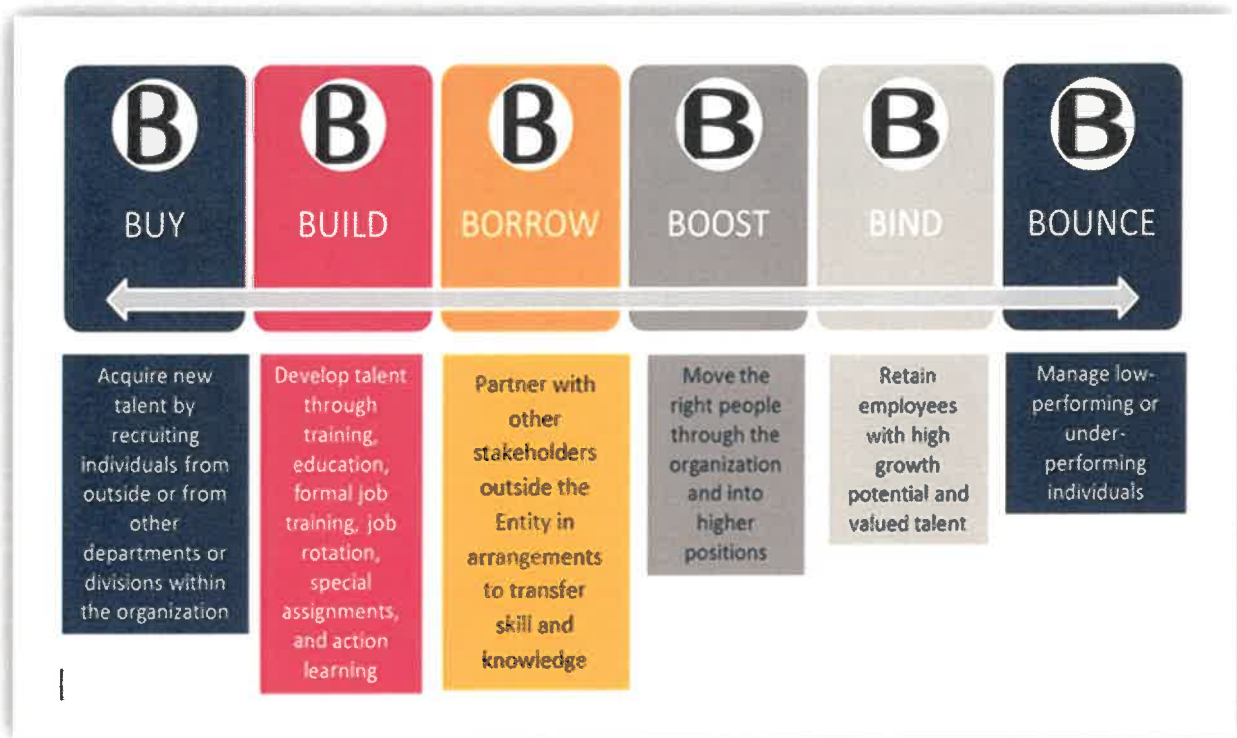 B
BUY
B
BUILD
B
BORROW
B
BOOST
B
BIND
B
BOUNCE
Acquire new
talent by
recruiting
individuals from
outside or from
other
departments or
divisions within
the organization
Develop talent
through
training,
education,
formal job
training, job
rotation,
special
assignments,
and action
learning
Partner with
other
stakeholders
outside the
Entity in
arrangements
to transfer
skill and
knowledge
Move the
right people
through the
organization
and into
higher
positions
Retain
employees
with high
growth
potential and
valued talent
Manage low-
performing or
under-
performing
individuals